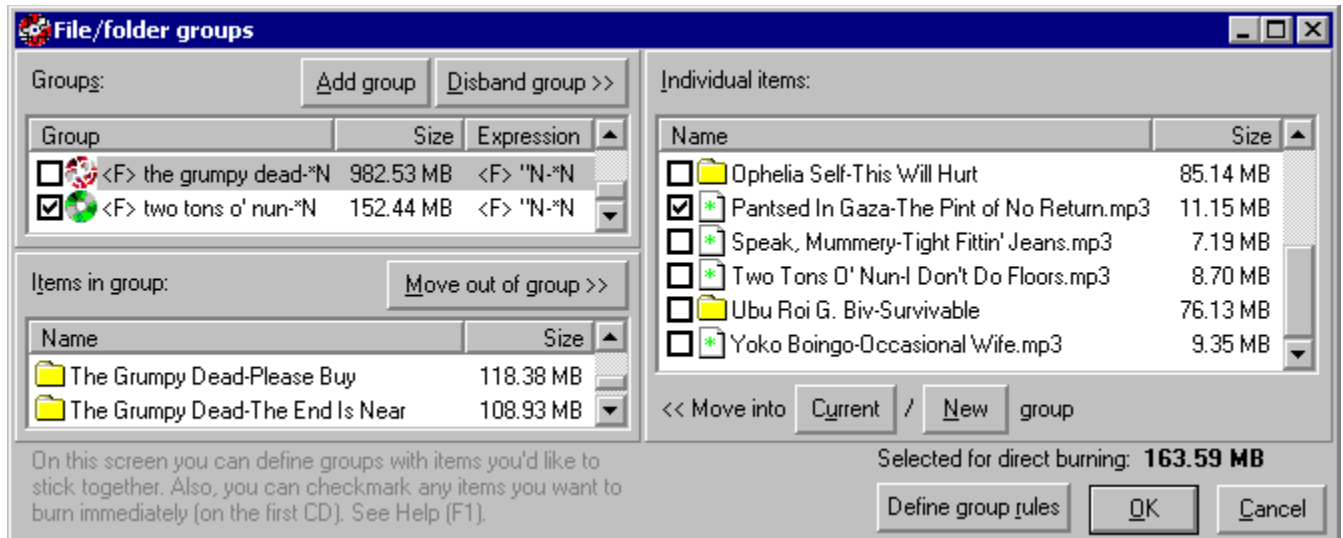 File/folder groups
Groups: Add group Disband group >>
Group Size Expression
<F> the grumpy dead-*N 982.53 MB <F> "N-*N
<F> two tons o' nun-*N 152.44 MB <F> "N-*N
Items in group: Move out of group >>
Name Size
The Grumpy Dead-Please Buy 118.38 MB
The Grumpy Dead-The End Is Near 108.93 MB
Individual items:
Name Size
Ophelia Self-This Will Hurt 85.14 MB
Pantsed In Gaza-The Pint of No Return.mp3 11.15 MB
Speak, Mummery-Tight Fittin' Jeans.mp3 7.19 MB
Two Tons O' Nun-I Don't Do Floors.mp3 8.70 MB
Ubu Roi G. Biv-Survivable 76.13 MB
Yoko Boingo-Occasional Wife.mp3 9.35 MB
<< Move into Current / New group
On this screen you can define groups with items you'd like to
stick together. Also, you can checkmark any items you want to
burn immediately (on the first CD). See Help (F1).
Selected for direct burning: 163.59 MB
Define group rules OK Cancel